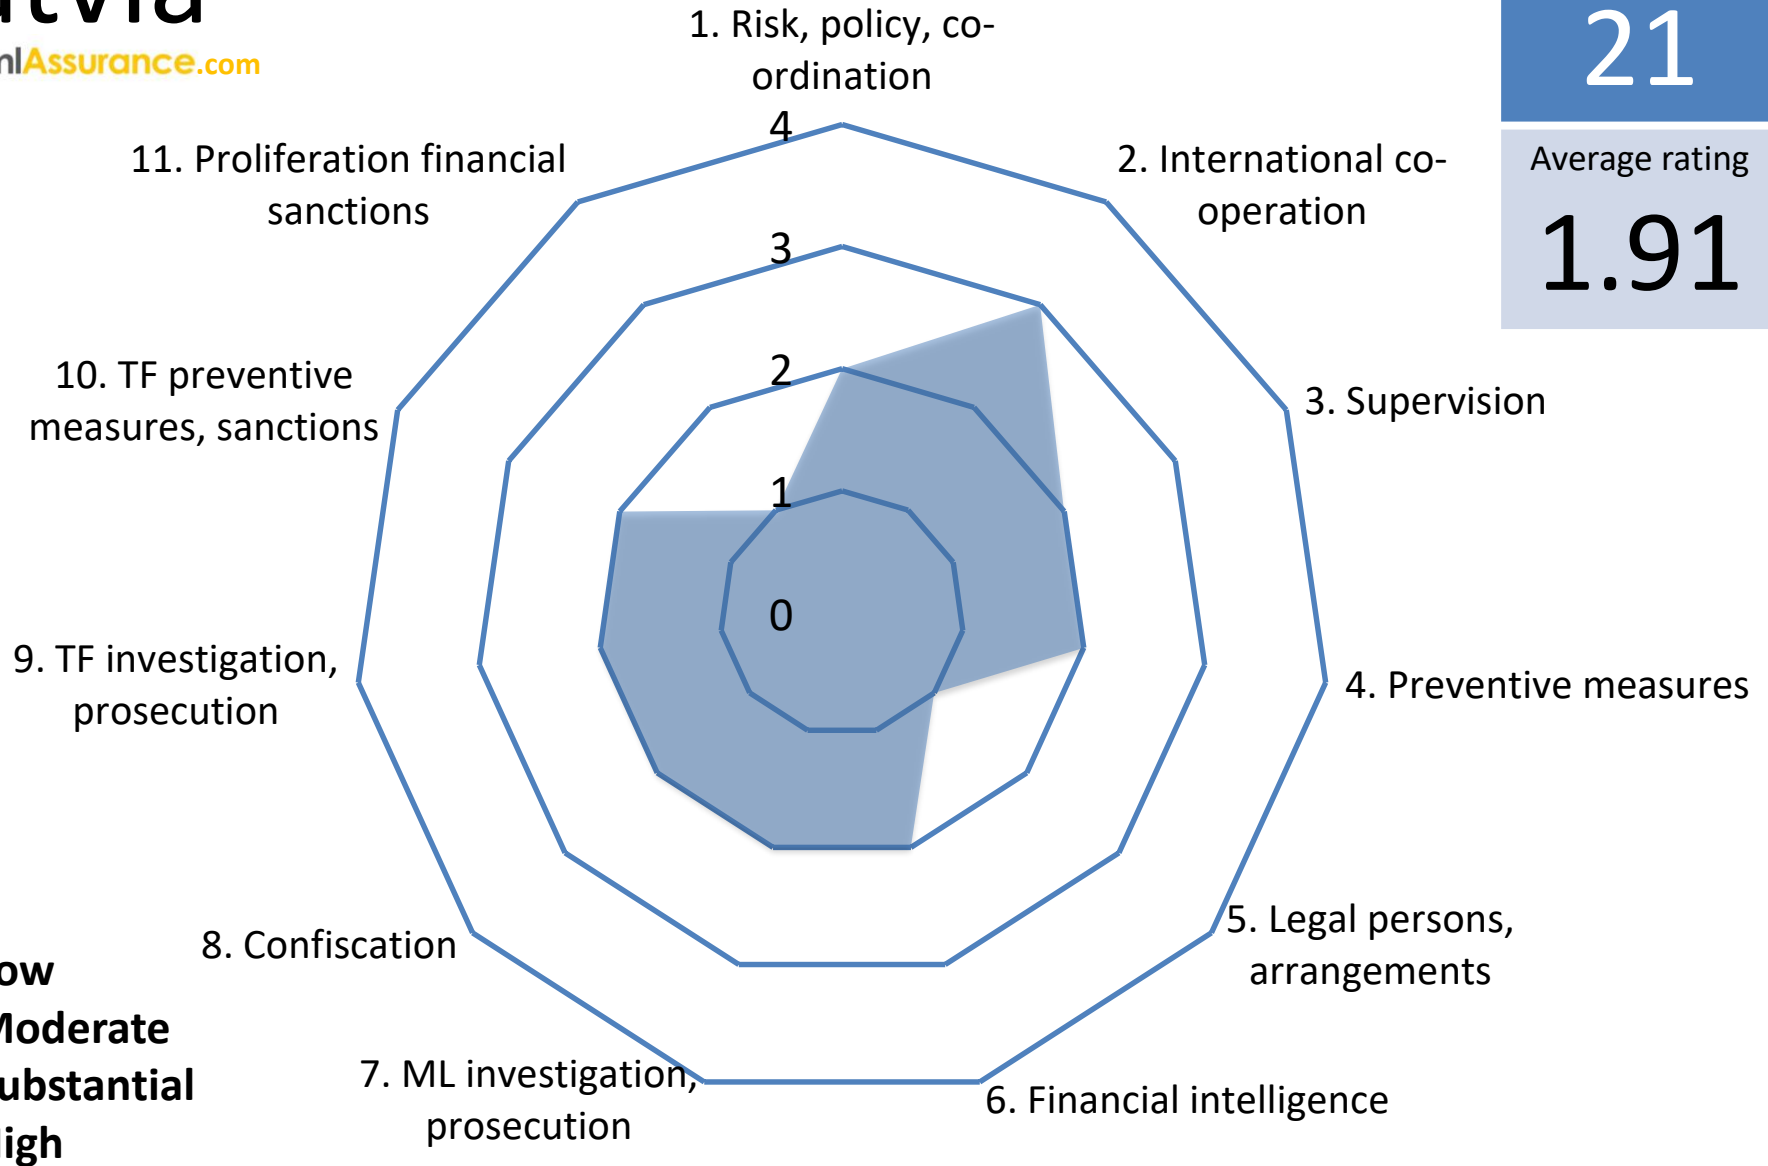 1. Risk, policy, co-
ordination
21
Assurance.com
4
11. Proliferation financial
sanctions
2. International co-
operation
Average rating
1.91
3
10. TF preventive
measures, sanctions
2
3. Supervision
1
0
9. TF investigation,
prosecution
4. Preventive measures
8. Confiscation
5. Legal persons,
arrangements
7. ML investigation,
prosecution
6. Financial intelligence